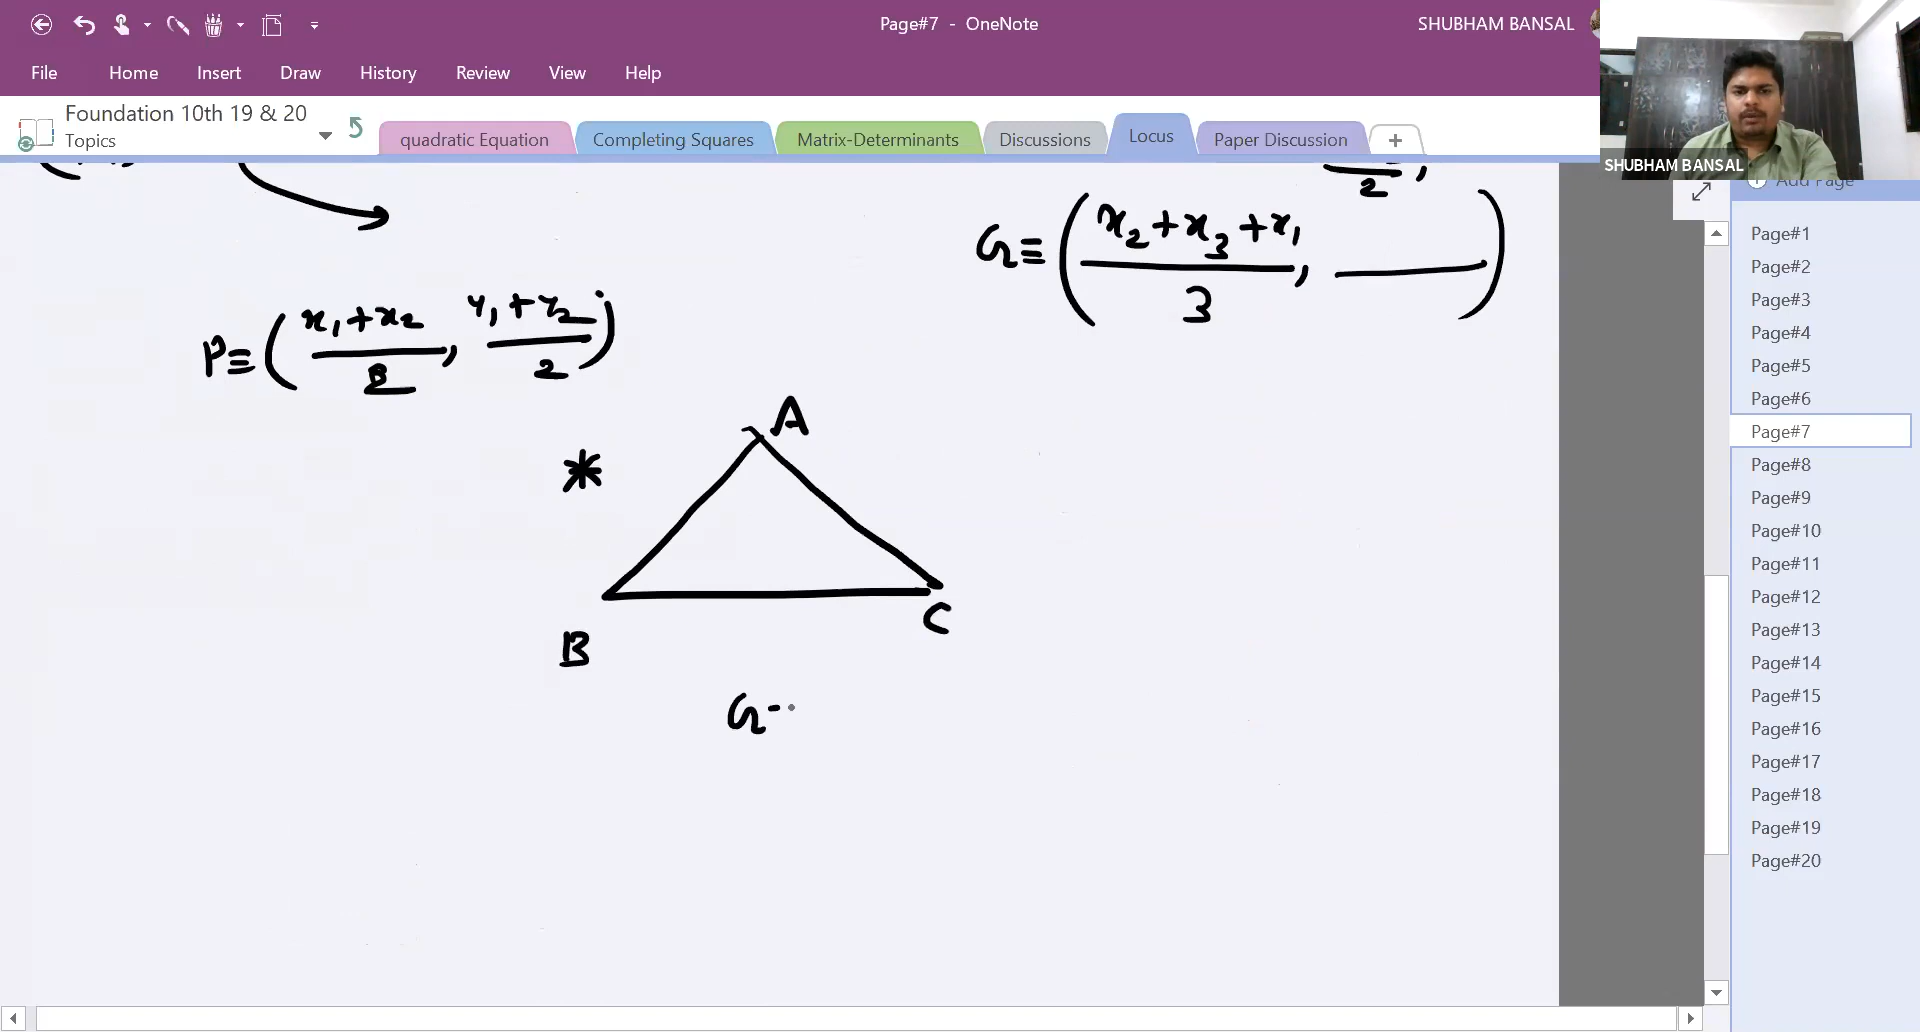 Page#7 - OneNote
SHUBHAM BANSAL
File Home Insert Draw History Review View Help
Foundation 10th 19 & 20
Topics
quadratic Equation Completing Squares Matrix-Determinants Discussions Locus Paper Discussion +
SHUBHAM BANSAL
Add Page
Page#1
Page#2
Page#3
Page#4
Page#5
Page#6
Page#7
Page#8
Page#9
Page#10
Page#11
Page#12
Page#13
Page#14
Page#15
Page#16
Page#17
Page#18
Page#19
Page#20
2 ,
G ≡ ( x₂ + x₃ + x₁ / 3 , — )
P ≡ ( x₁ + x₂ / 2 , y₁ + y₂ / 2 )
*
A
B
C
G -